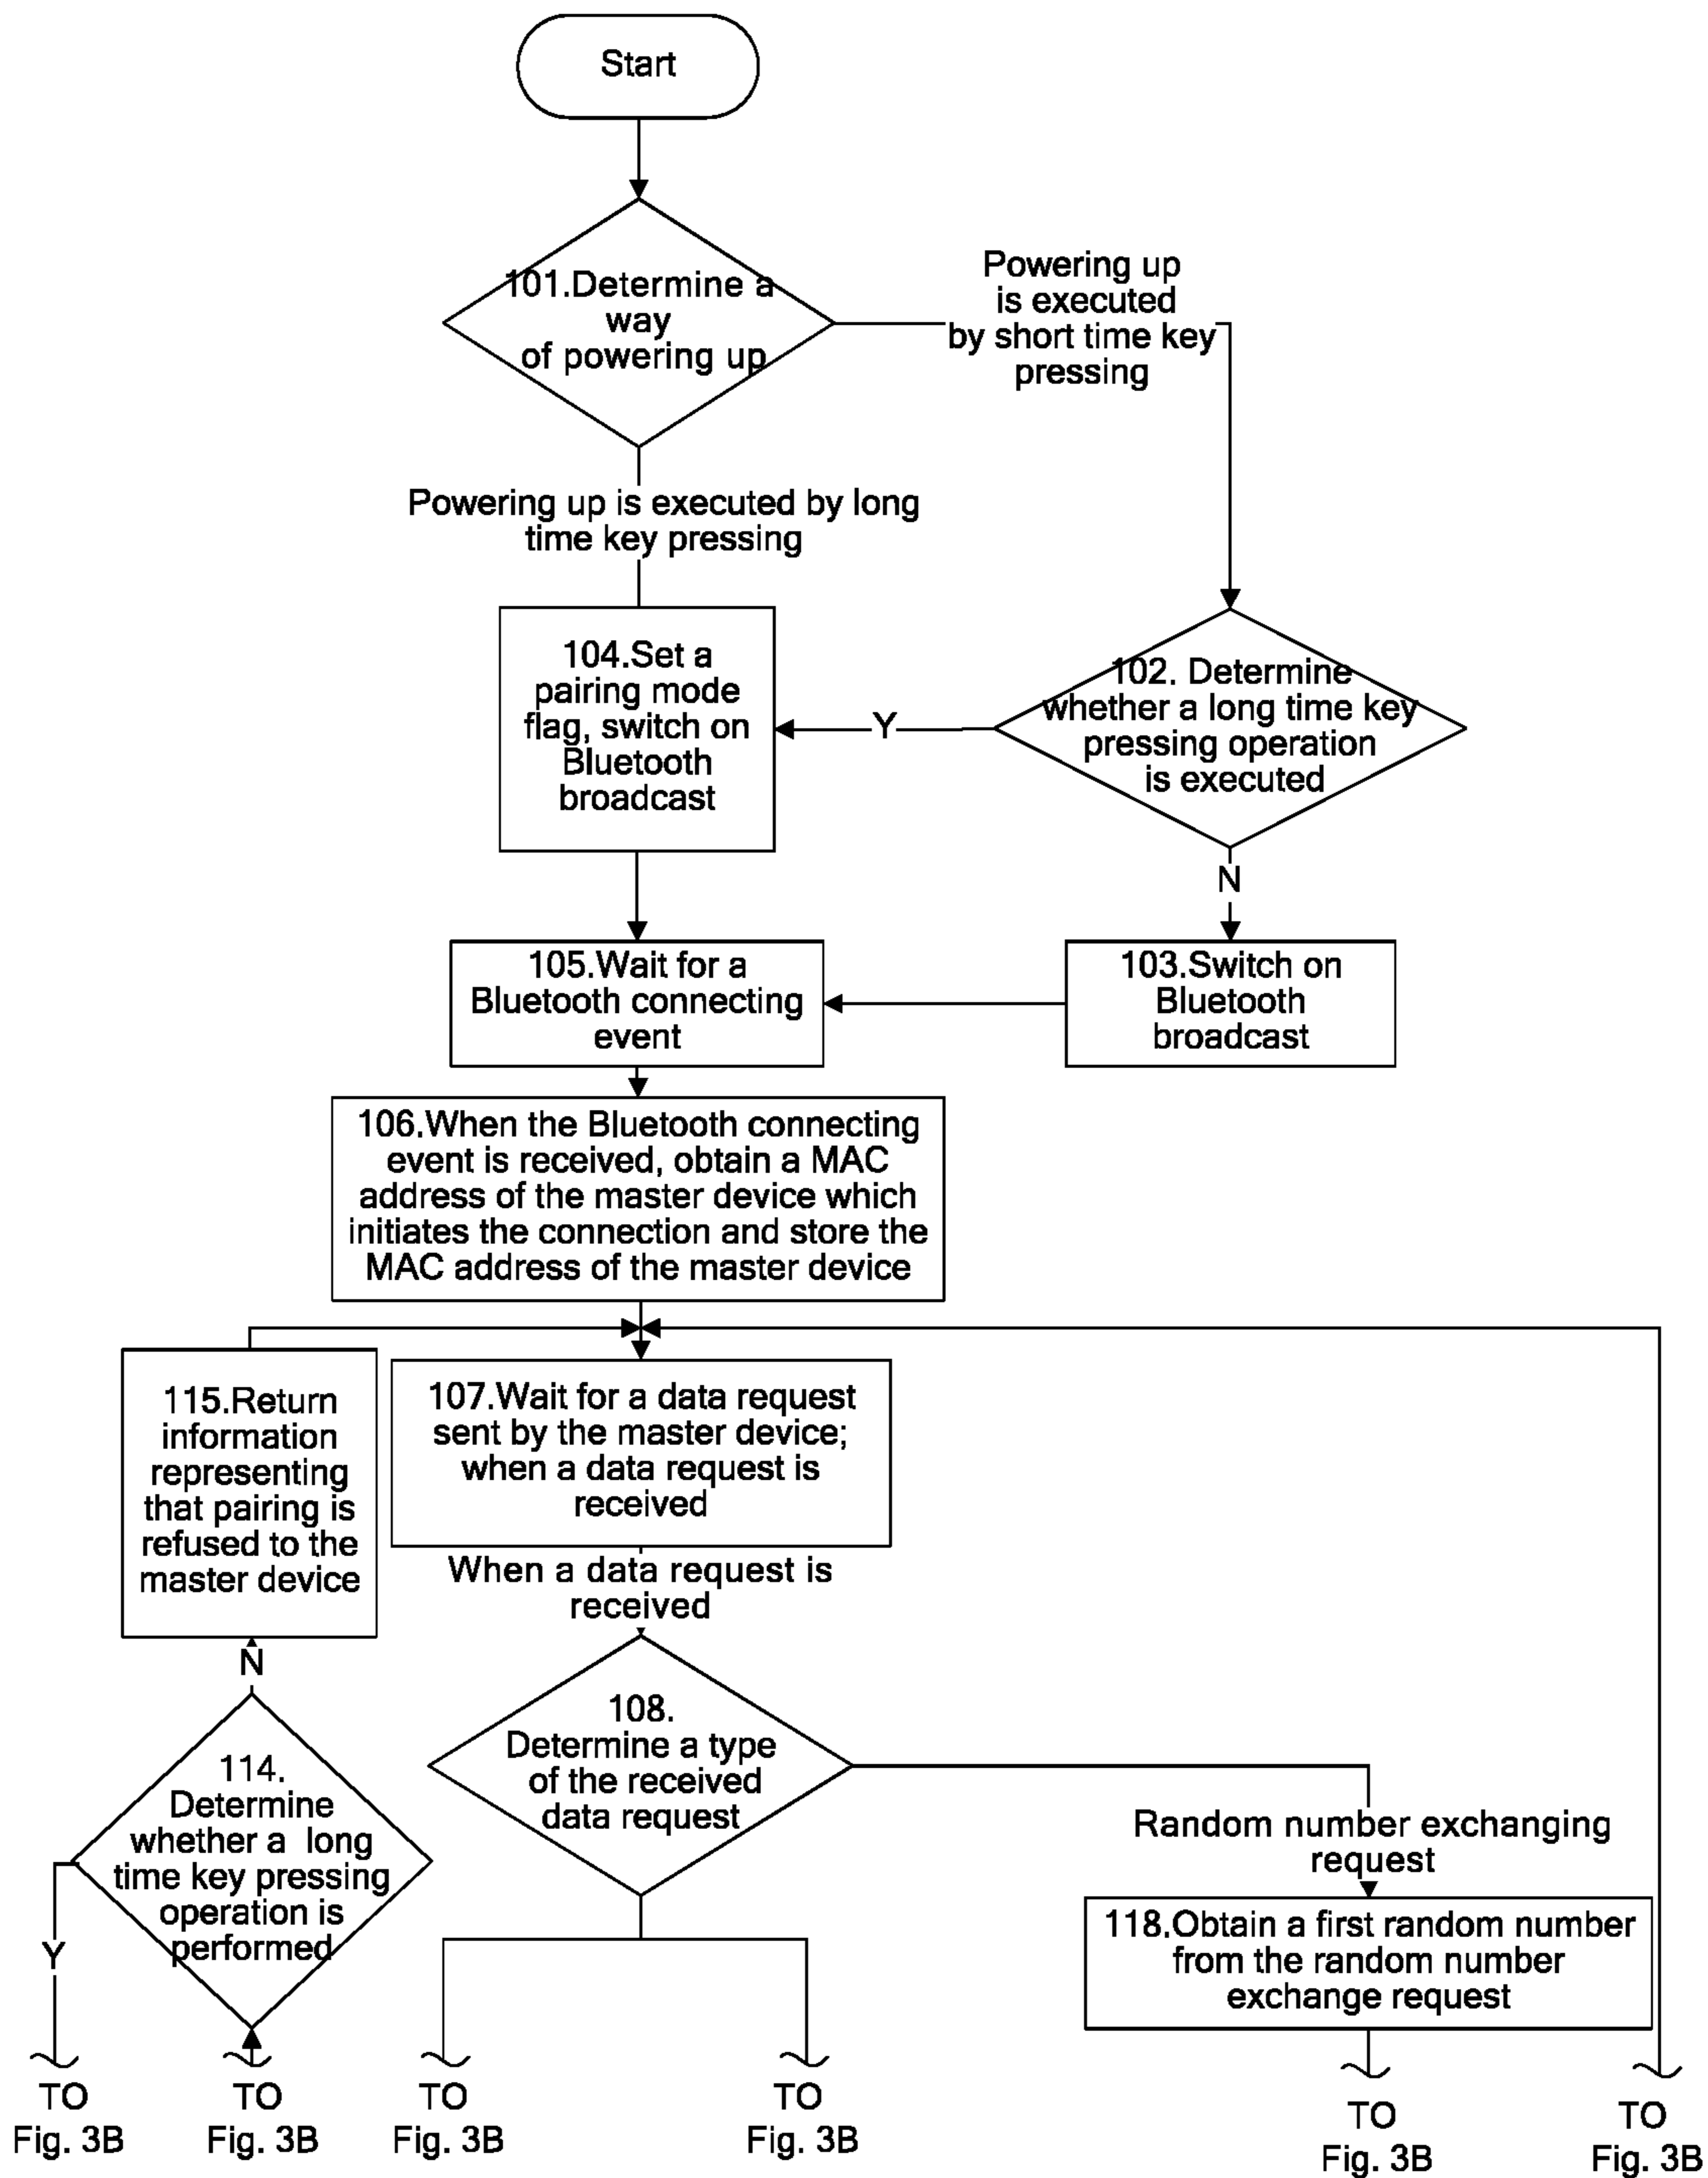 Start
101.Determine a
way
of powering up
Powering up
is executed
by short time key
pressing
Powering up is executed by long
time key pressing
104.Set a
pairing mode
flag, switch on
Bluetooth
broadcast
Y
102. Determine
whether a long time key
pressing operation
is executed
N
105.Wait for a
Bluetooth connecting
event
103.Switch on
Bluetooth
broadcast
106.When the Bluetooth connecting
event is received, obtain a MAC
address of the master device which
initiates the connection and store the
MAC address of the master device
115.Return
information
representing
that pairing is
refused to the
master device
107.Wait for a data request
sent by the master device;
when a data request is
received
When a data request is
received
N
114.
Determine
whether a long
time key pressing
operation is
performed
Y
108.
Determine a type
of the received
data request
Random number exchanging
request
118.Obtain a first random number
from the random number
exchange request
TO
Fig. 3B
TO
Fig. 3B
TO
Fig. 3B
TO
Fig. 3B
TO
Fig. 3B
TO
Fig. 3B